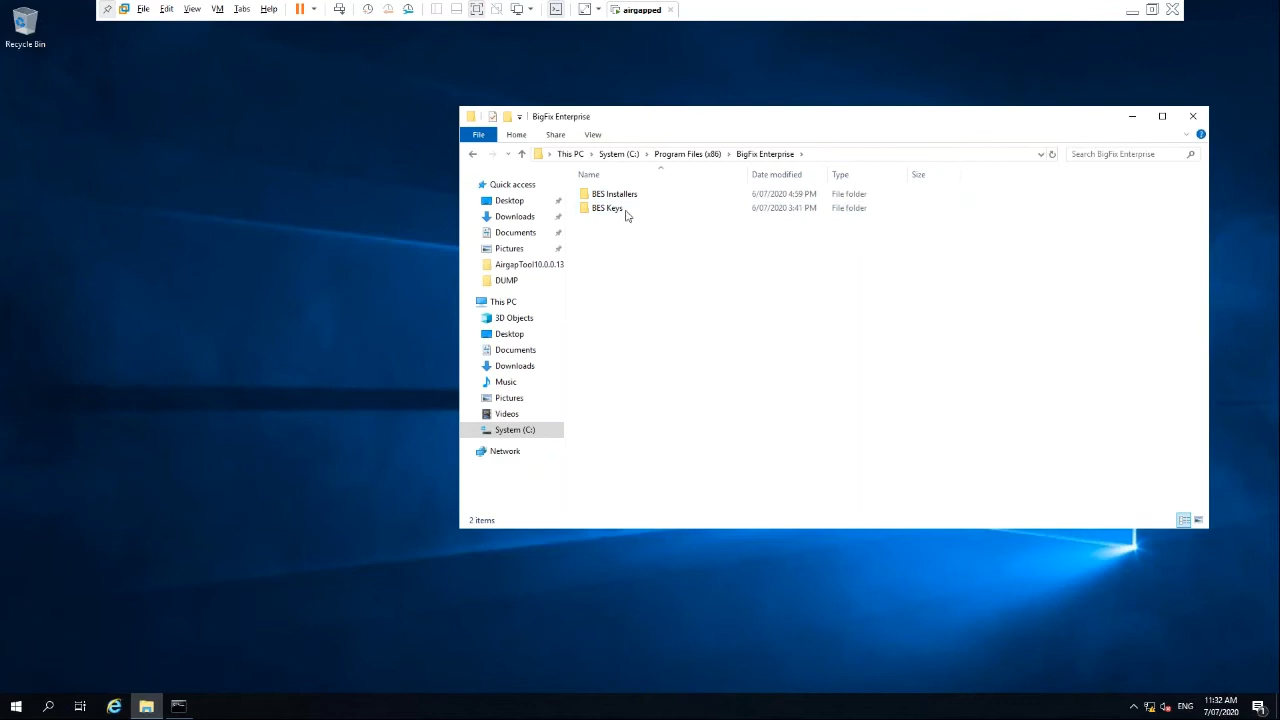 File Edit View VM Tabs Help airgapped
Recycle Bin
BigFix Enterprise
File Home Share View
This PC System (C:) Program Files (x86) BigFix Enterprise Search BigFix Enterprise
Name Date modified Type Size
Quick access
Desktop
Downloads
Documents
Pictures
AirgapTool10.0.0.13
DUMP
This PC
3D Objects
Desktop
Documents
Downloads
Music
Pictures
Videos
System (C:)
Network
BES Installers 6/07/2020 4:59 PM File folder
BES Keys 6/07/2020 3:41 PM File folder
2 items
ENG
11:32 AM
7/07/2020
1